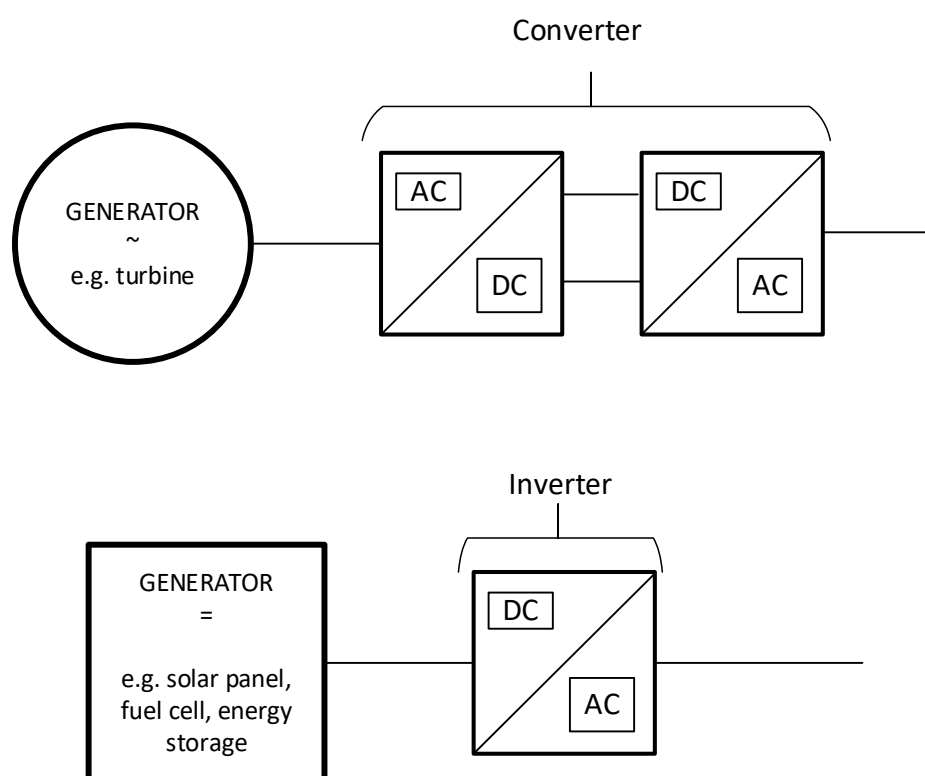 Converter
GENERATOR
~
e.g. turbine
AC
DC
DC
AC
Inverter
GENERATOR
=
e.g. solar panel,
fuel cell, energy
storage
DC
AC